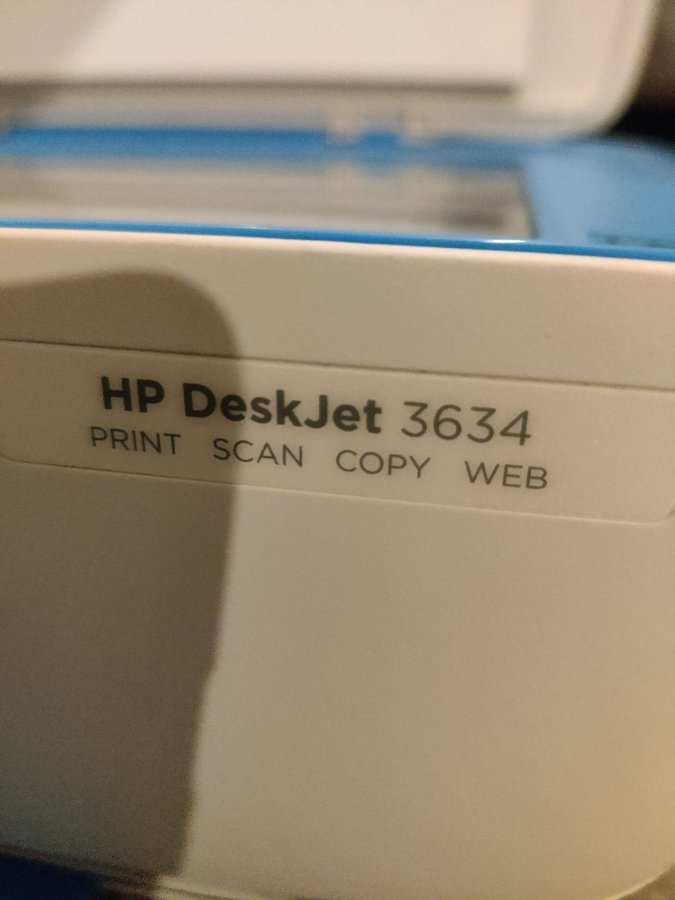 HP DeskJet 3634
PRINT SCAN COPY WEB